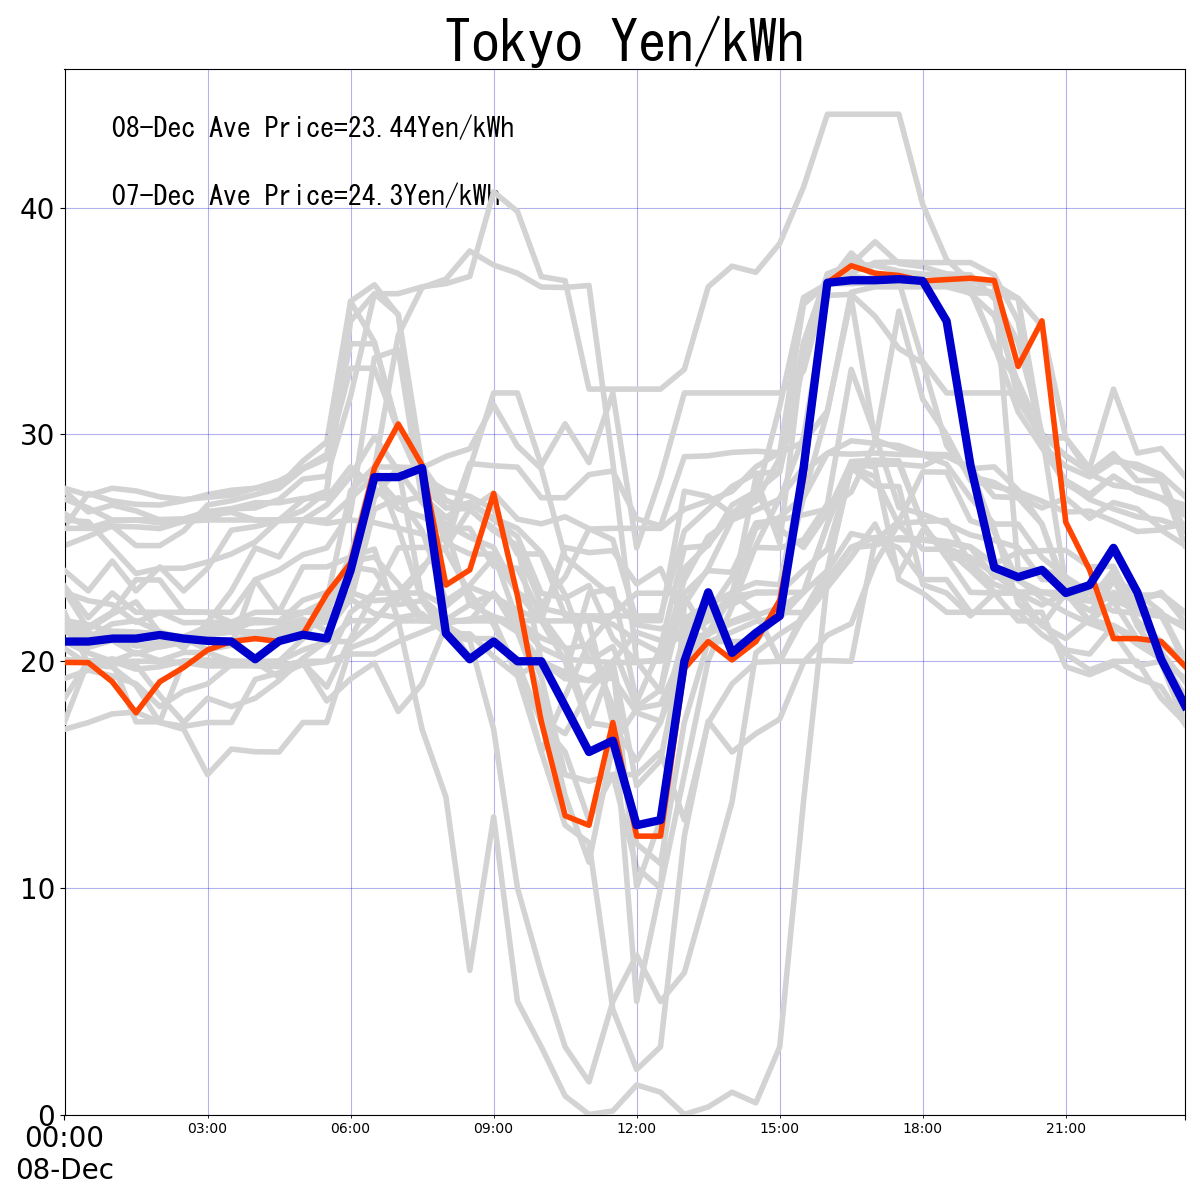 Tokyo Yen/kWh
08-Dec Ave Price=23.44Yen/kWh
07-Dec Ave Price=24.3Yen/kWh
40
30
20
10
0
00:00 03:00 06:00 09:00 12:00 15:00 18:00 21:00
08-Dec